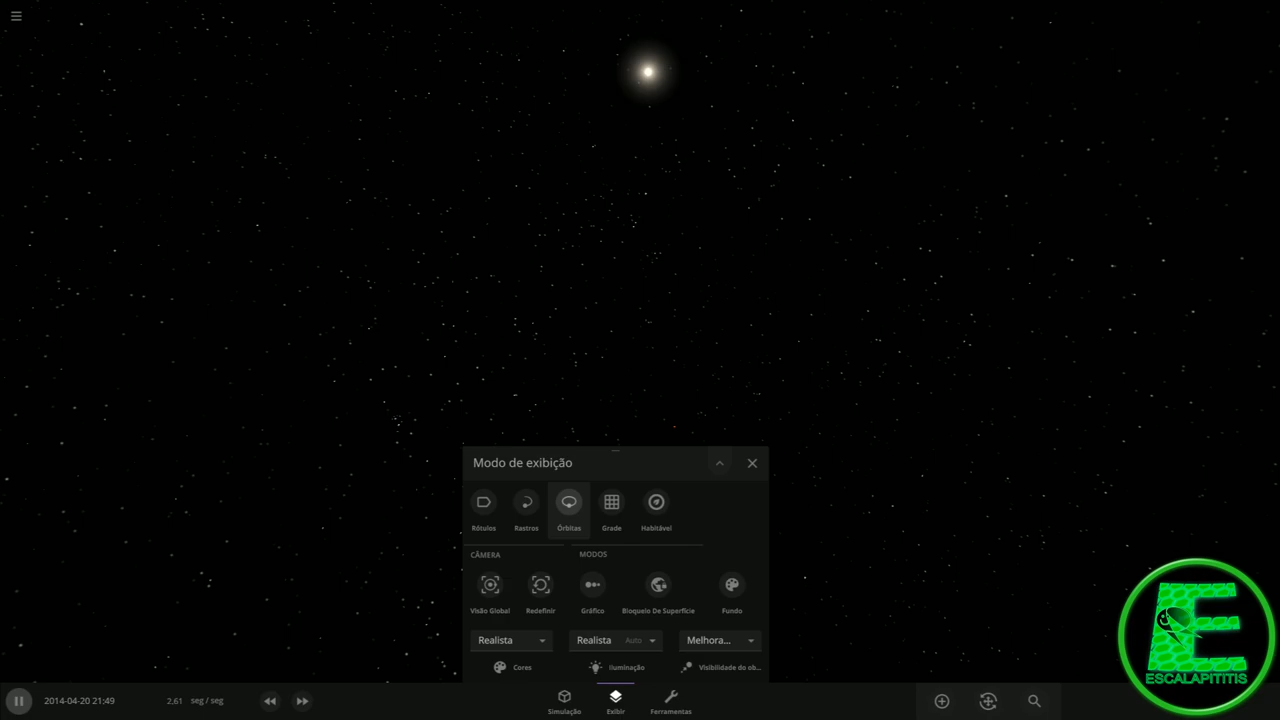 Modo de exibição
Rótulos Rastros Órbitas Grade Habitável
CÂMERA MODOS
Visão Global Redefinir Gráfico Bloqueio De Superfície Fundo
Realista Realista Auto Melhora...
Cores Iluminação Visibilidade do ob...
2014-04-20 21:49 2,61 seg / seg Simulação Exibir Ferramentas
E
ESCALAPITITIS